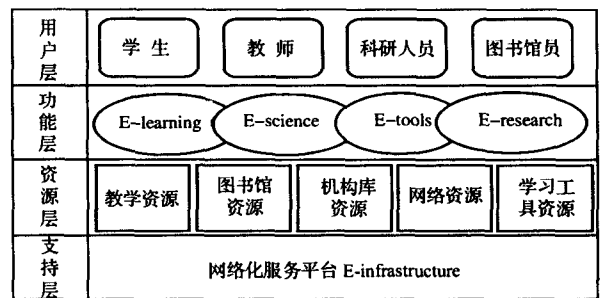 用户层
学 生
教 师
科研人员
图书馆员
功能层
E-learning
E-science
E-tools
E-research
资源层
教学资源
图书馆
资源
机构库
资源
网络资源
学习工
具资源
支持层
网络化服务平台 E-infrastructure